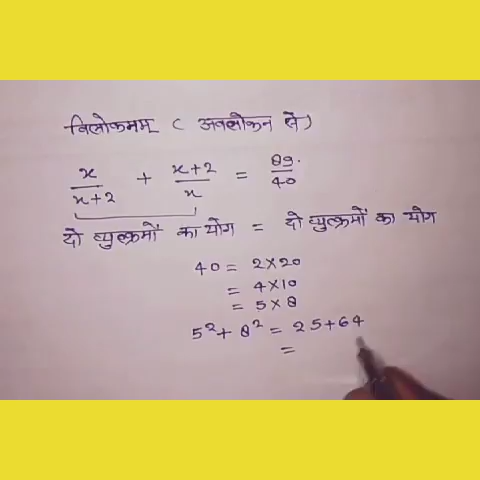 विलोकनम् ( अवलोकन से)
x/x+2 + x+2/x = 89/40
दो व्युत्क्रमों का योग = दो व्युत्क्रमों का योग
40 = 2×20
= 4×10
= 5×8
5² + 8² = 25+64
=